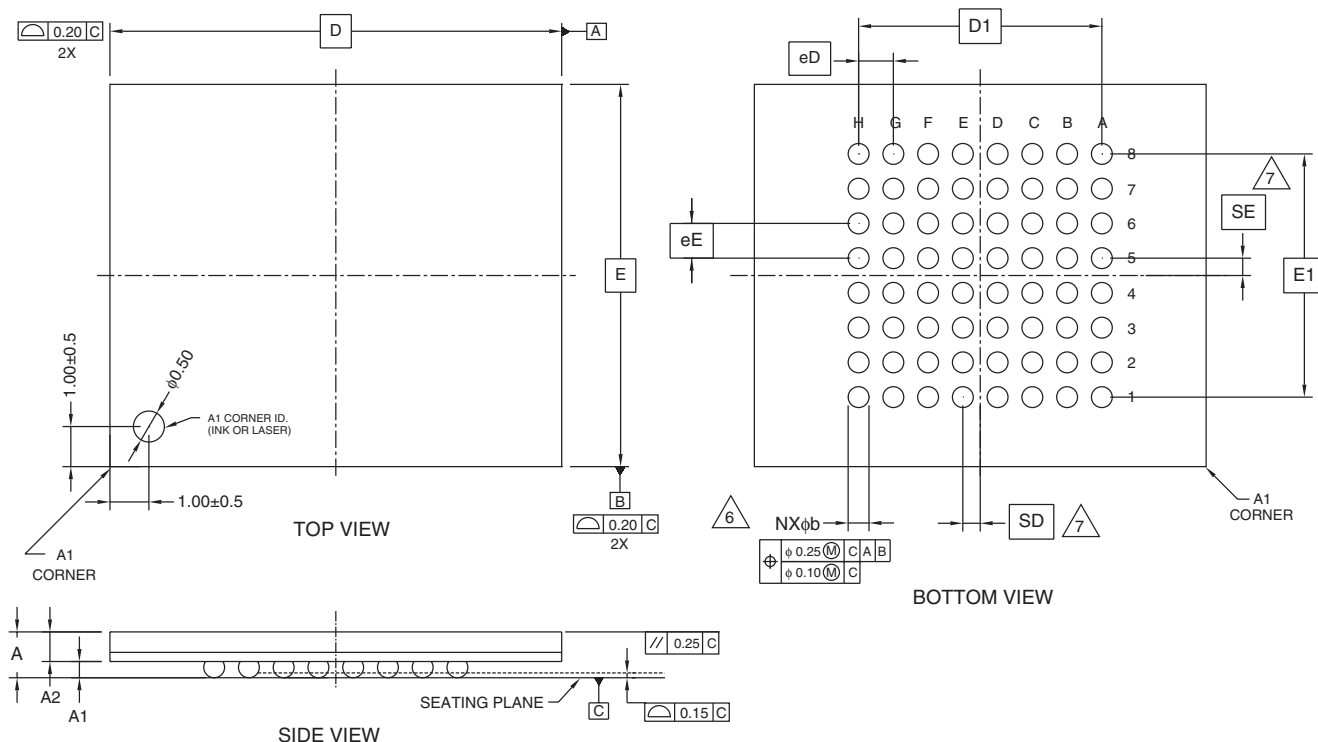 ⌓ 0.20 C
2X
D
A
E
1.00±0.5
ϕ0.50
A1 CORNER ID.
(INK OR LASER)
1.00±0.5
B
⌓ 0.20 C
2X
TOP VIEW
A1
CORNER
D1
eD
H G F E D C B A
8
7
6
5
4
3
2
1
7
SE
eE
E1
6
NXϕb
SD
7
⌖ ϕ 0.25 Ⓜ C A B
ϕ 0.10 Ⓜ C
A1
CORNER
BOTTOM VIEW
A
A2
A1
// 0.25 C
SEATING PLANE
C
⌓ 0.15 C
SIDE VIEW